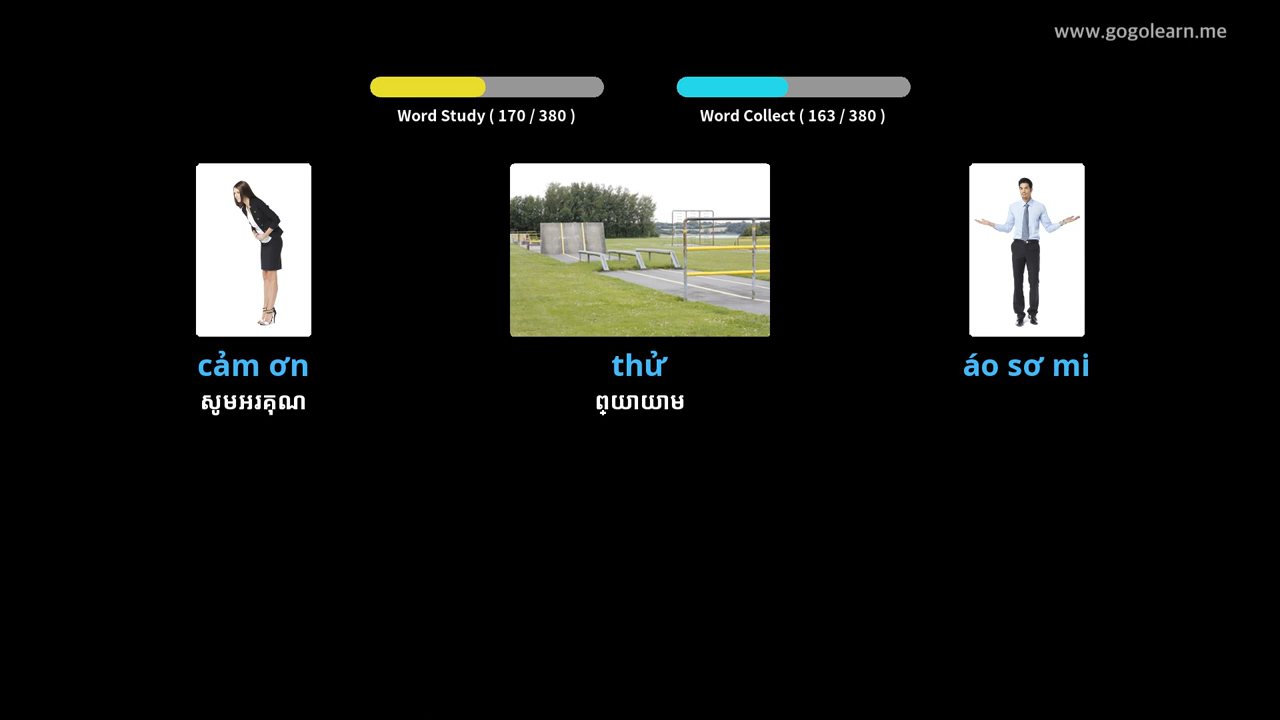 www.gogolearn.me
Word Study ( 170 / 380 )
Word Collect ( 163 / 380 )
cảm ơn
thử
áo sơ mi
សូមអរគុណ
ព្យាយាម